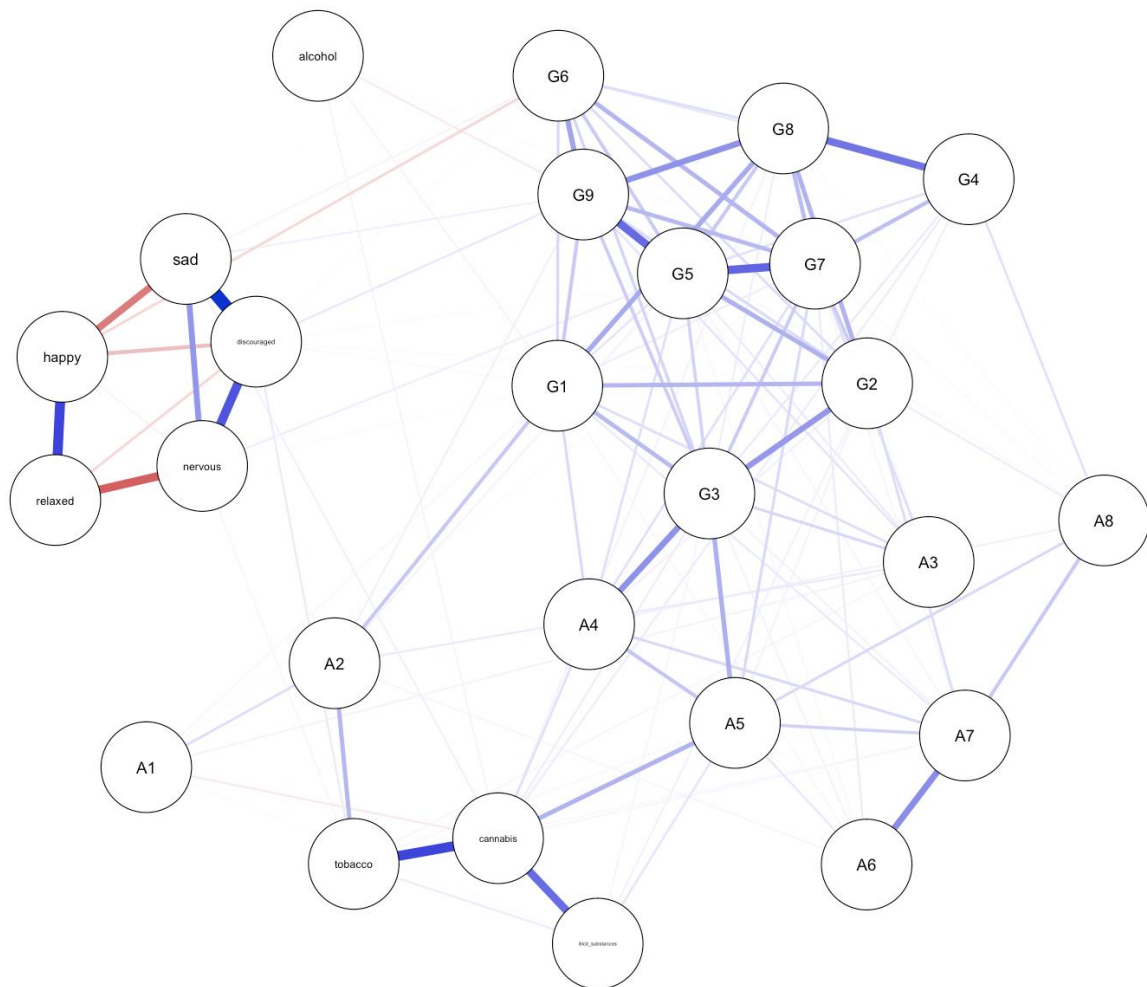 alcohol
G6
G8
G4
G9
sad
G5
G7
discouraged
happy
G1
G2
nervous
relaxed
G3
A8
A3
A4
A2
A5
A7
A1
cannabis
tobacco
A6
illicit_substances